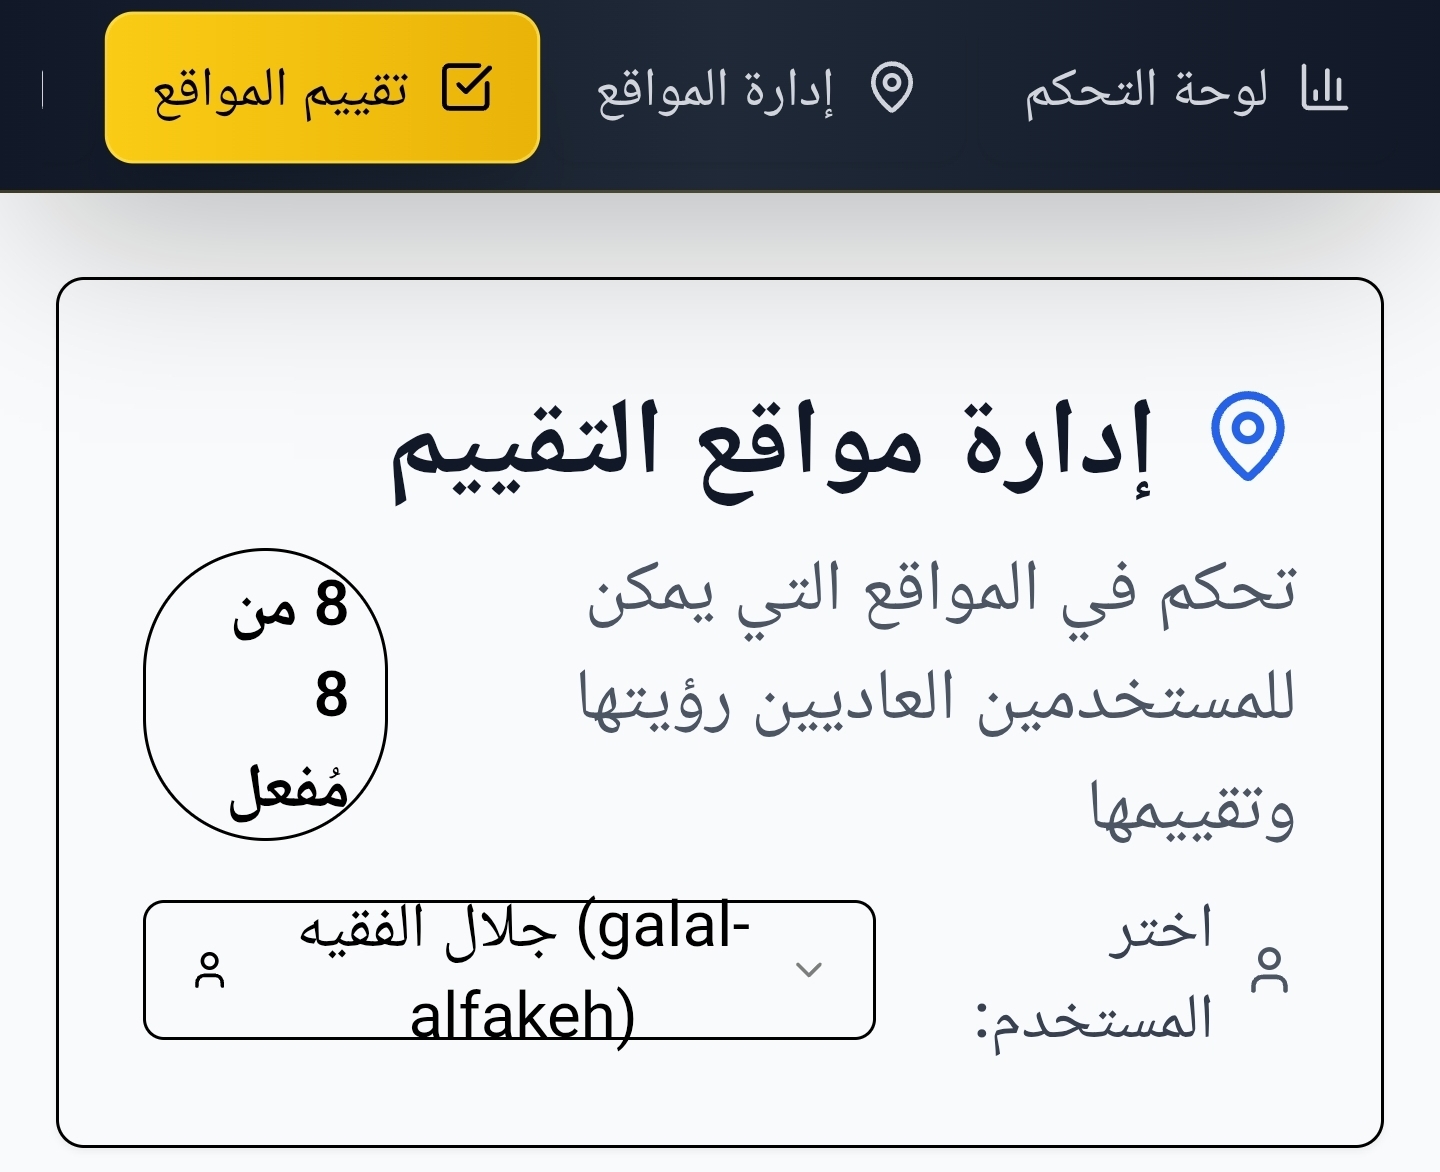 لوحة التحكم
إدارة المواقع
تقييم المواقع
إدارة مواقع التقييم
تحكم في المواقع التي يمكن
للمستخدمين العاديين رؤيتها
وتقييمها
8 من
8
مُفعل
اختر
المستخدم:
جلال الفقيه (galal-
alfakeh)